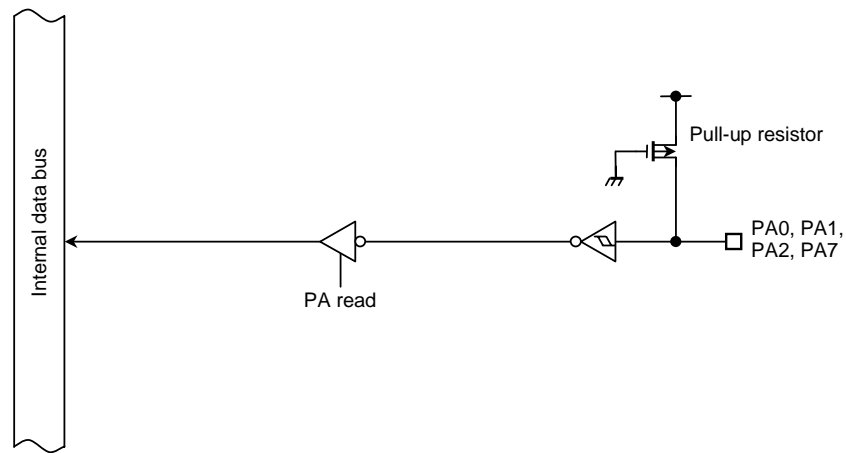 Internal data bus
Pull-up resistor
PA0, PA1,
PA2, PA7
PA read